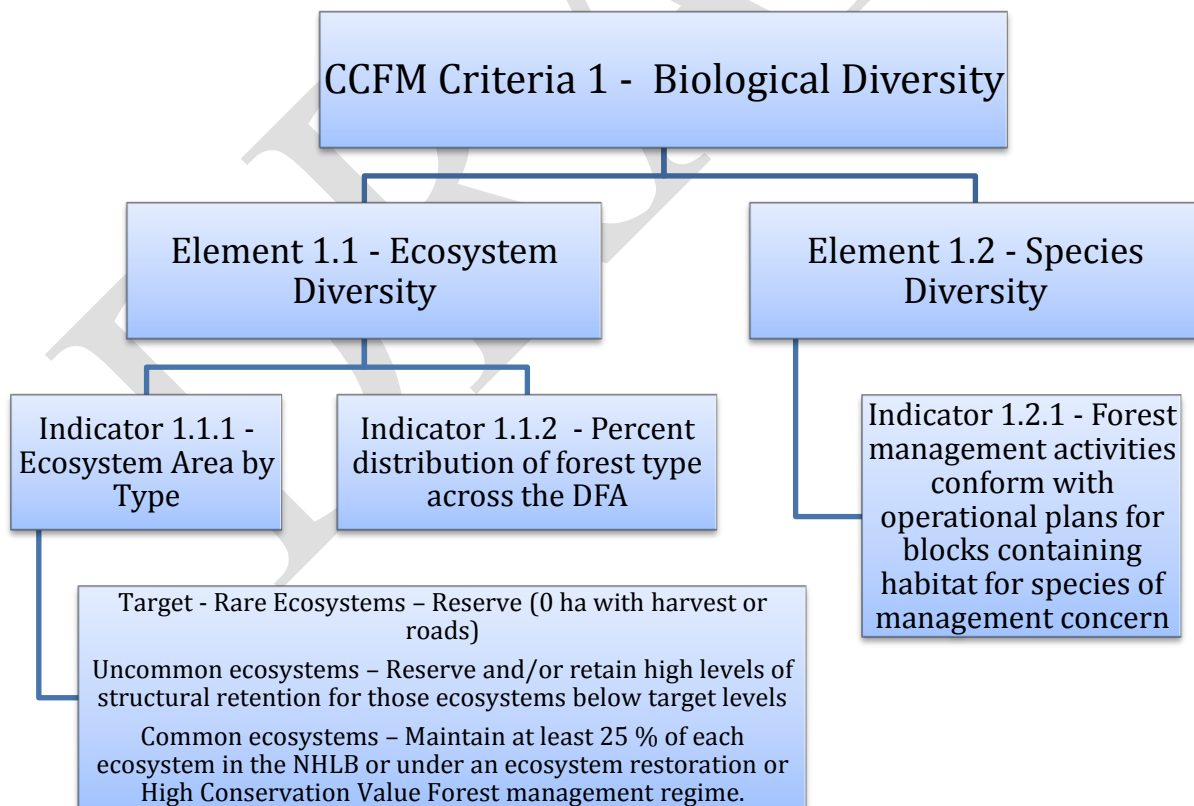 CCFM Criteria 1 - Biological Diversity
Element 1.1 - Ecosystem
Diversity
Element 1.2 - Species
Diversity
Indicator 1.1.1 -
Ecosystem Area by
Type
Indicator 1.1.2 - Percent
distribution of forest type
across the DFA
Indicator 1.2.1 - Forest
management activities
conform with
operational plans for
blocks containing
habitat for species of
management concern
Target - Rare Ecosystems – Reserve (0 ha with harvest or
roads)
Uncommon ecosystems – Reserve and/or retain high levels of
structural retention for those ecosystems below target levels
Common ecosystems – Maintain at least 25 % of each
ecosystem in the NHLB or under an ecosystem restoration or
High Conservation Value Forest management regime.